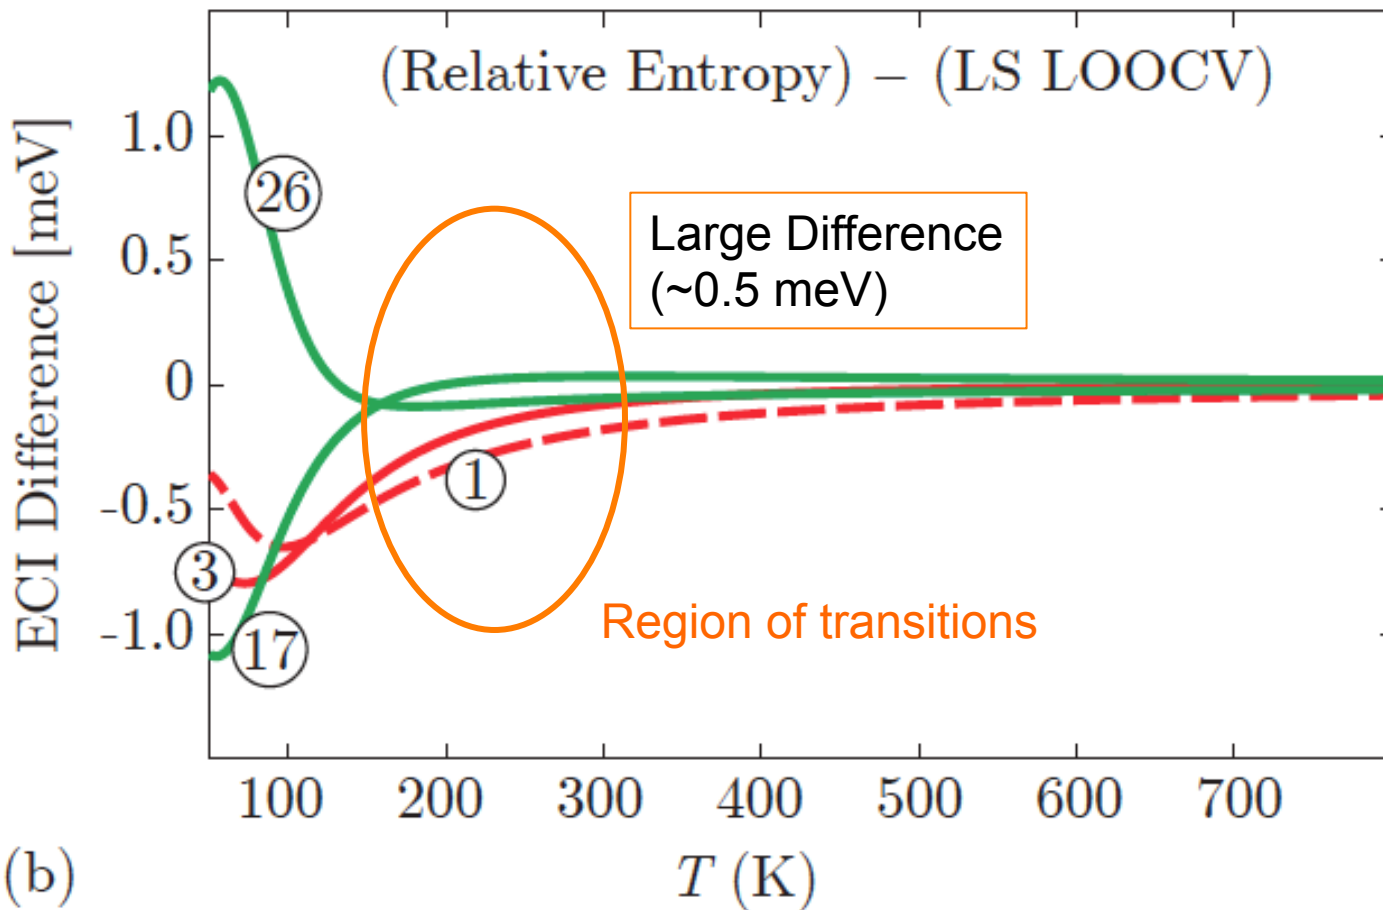 (Relative Entropy) − (LS LOOCV)
ECI Difference [meV]
1.0
0.5
0
-0.5
-1.0
26
Large Difference
(~0.5 meV)
1
3
17
Region of transitions
100 200 300 400 500 600 700
(b)
T (K)